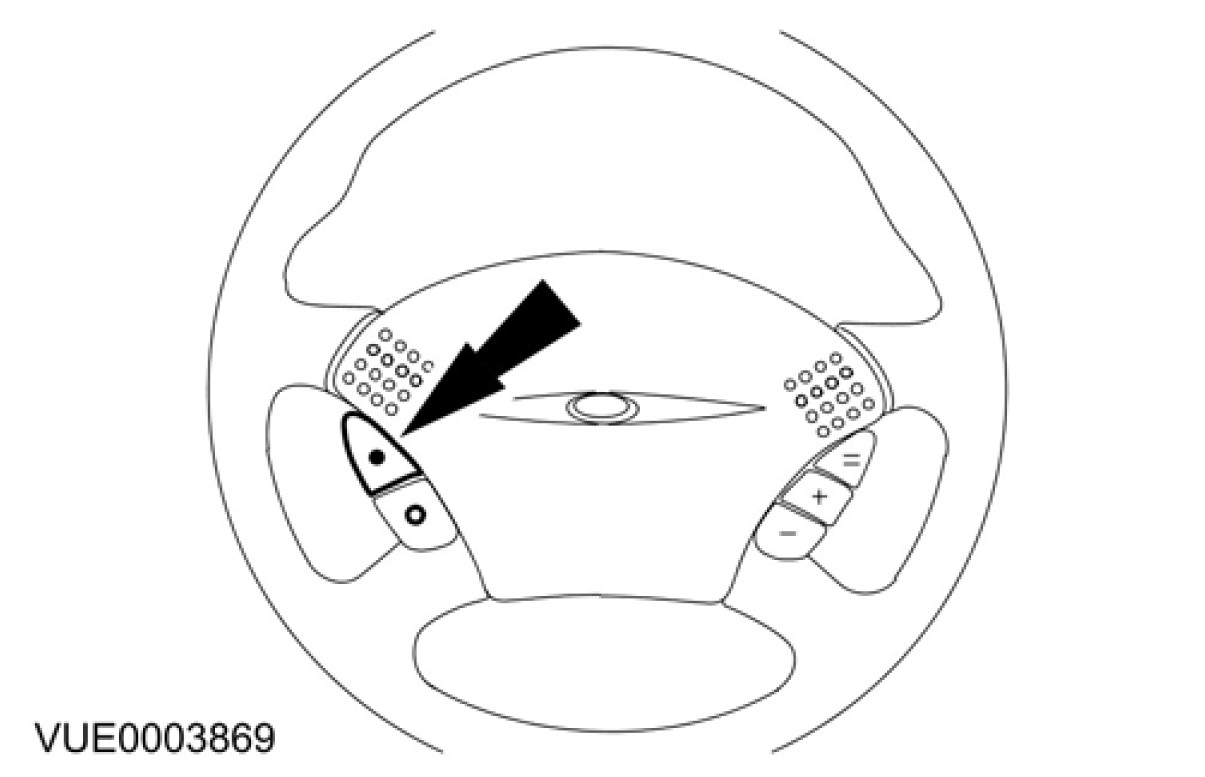 =
+
−
VUE0003869